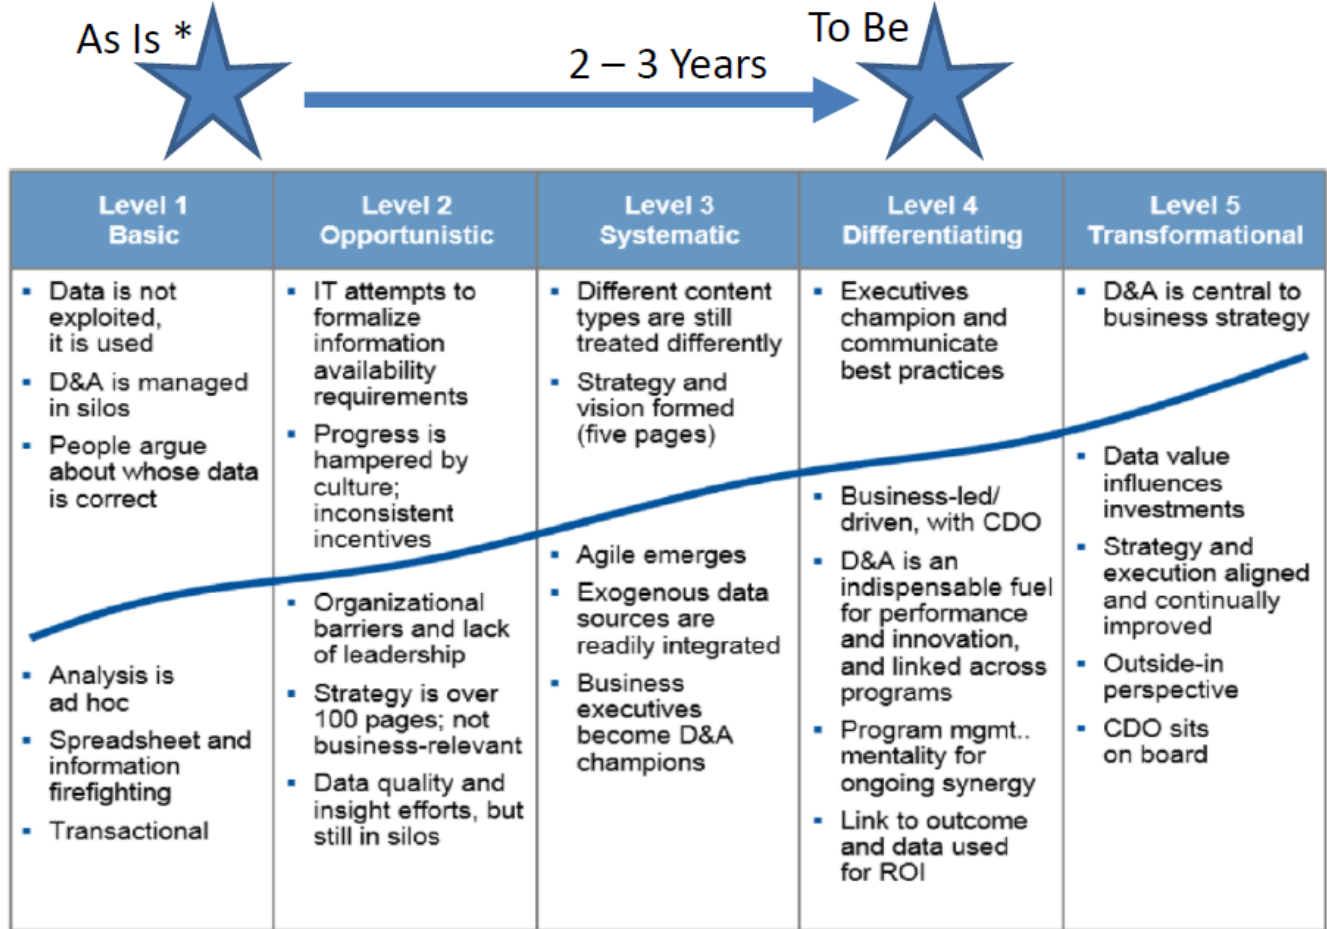 As Is *
2 – 3 Years
To Be
Level 1
Basic
▪ Data is not
exploited,
it is used
▪ D&A is managed
in silos
▪ People argue
about whose data
is correct
▪ Analysis is
ad hoc
▪ Spreadsheet and
information
firefighting
▪ Transactional
Level 2
Opportunistic
▪ IT attempts to
formalize
information
availability
requirements
▪ Progress is
hampered by
culture;
inconsistent
incentives
▪ Organizational
barriers and lack
of leadership
▪ Strategy is over
100 pages; not
business-relevant
▪ Data quality and
insight efforts, but
still in silos
Level 3
Systematic
▪ Different content
types are still
treated differently
▪ Strategy and
vision formed
(five pages)
▪ Agile emerges
▪ Exogenous data
sources are
readily integrated
▪ Business
executives
become D&A
champions
Level 4
Differentiating
▪ Executives
champion and
communicate
best practices
▪ Business-led/
driven, with CDO
▪ D&A is an
indispensable fuel
for performance
and innovation,
and linked across
programs
▪ Program mgmt..
mentality for
ongoing synergy
▪ Link to outcome
and data used
for ROI
Level 5
Transformational
▪ D&A is central to
business strategy
▪ Data value
influences
investments
▪ Strategy and
execution aligned
and continually
improved
▪ Outside-in
perspective
▪ CDO sits
on board